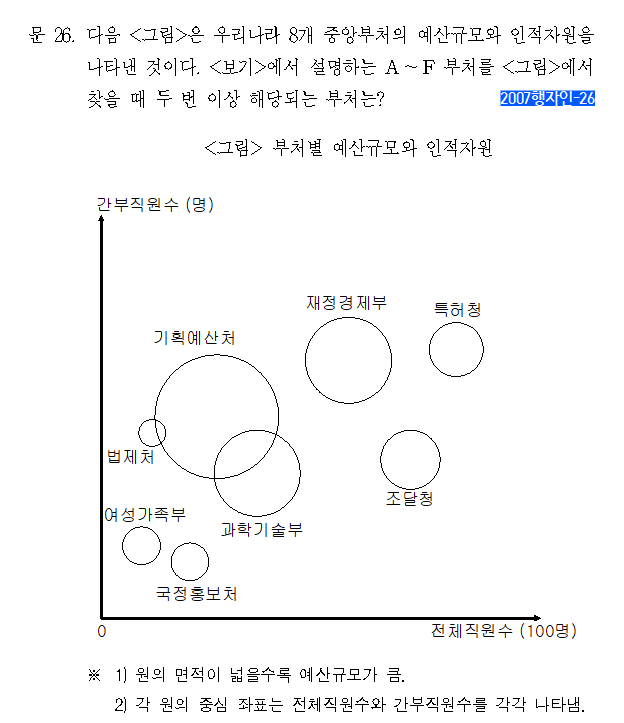 문 26. 다음 <그림>은 우리나라 8개 중앙부처의 예산규모와 인적자원을
나타낸 것이다. <보기>에서 설명하는 A ~ F 부처를 <그림>에서
찾을 때 두 번 이상 해당되는 부처는? 2007행자인-26
<그림> 부처별 예산규모와 인적자원
간부직원수 (명)
재정경제부
특허청
기획예산처
법제처
조달청
여성가족부
과학기술부
국정홍보처
0
전체직원수 (100명)
※ 1) 원의 면적이 넓을수록 예산규모가 큼.
2) 각 원의 중심 좌표는 전체직원수와 간부직원수를 각각 나타냄.